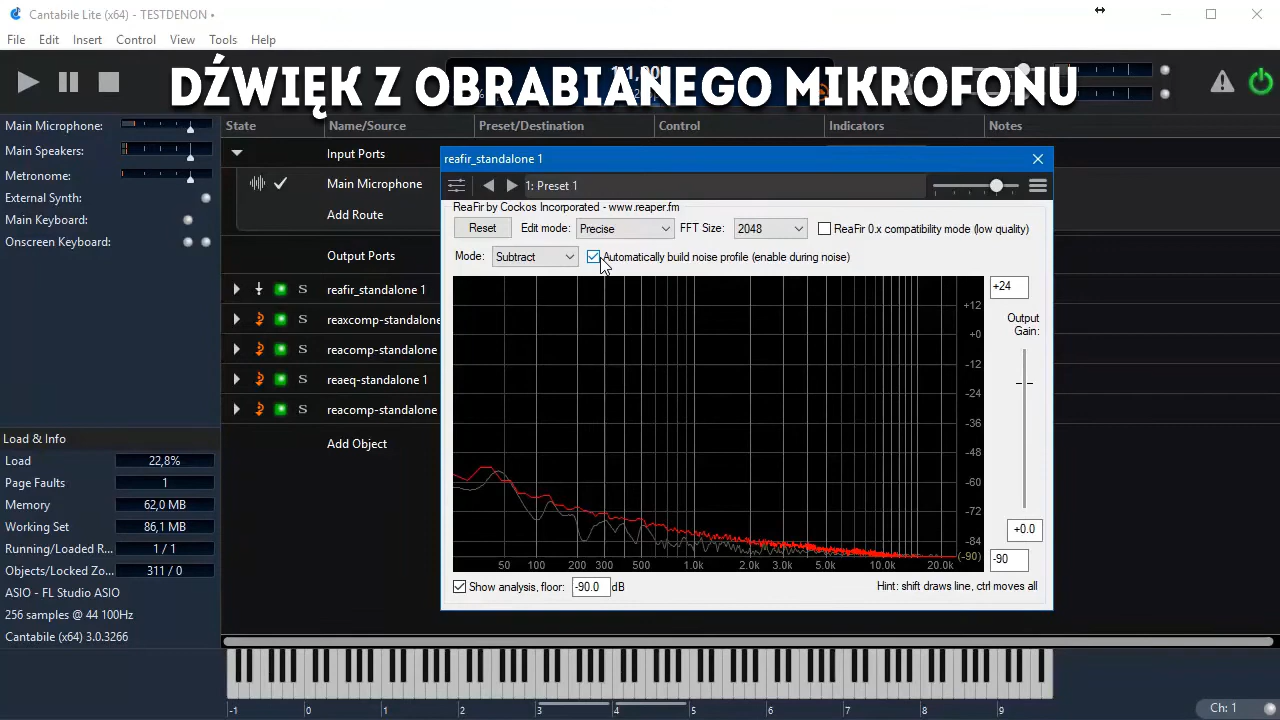 Cantabile Lite (x64) - TESTDENON •
File Edit Insert Control View Tools Help
DŹWIĘK Z OBRABIANEGO MIKROFONU
Main Microphone:
Main Speakers:
Metronome:
External Synth:
Main Keyboard:
Onscreen Keyboard:
State Name/Source Preset/Destination Control Indicators Notes
Input Ports
Main Microphone
Add Route
Output Ports
reafir_standalone 1
S reafir_standalone 1
S reaxcomp-standalone
S reacomp-standalone
S reaeq-standalone 1
S reacomp-standalone
Add Object
1: Preset 1
ReaFir by Cockos Incorporated - www.reaper.fm
Reset Edit mode: Precise FFT Size: 2048 ReaFir 0.x compatibility mode (low quality)
Mode: Subtract Automatically build noise profile (enable during noise)
+24
Output
Gain:
+0.0
-90
+12
+0
-12
-24
-36
-48
-60
-72
-84
(-90)
50 100 200 300 500 1.0k 2.0k 3.0k 5.0k 10.0k 20.0k
Show analysis, floor: -90.0 dB
Hint: shift draws line, ctrl moves all
Load & Info
Load 22,8%
Page Faults 1
Memory 62,0 MB
Working Set 86,1 MB
Running/Loaded R... 1 / 1
Objects/Locked Zo... 311 / 0
ASIO - FL Studio ASIO
256 samples @ 44 100Hz
Cantabile (x64) 3.0.3266
-1 0 1 2 3 4 5 6 7 8 9
Ch: 1